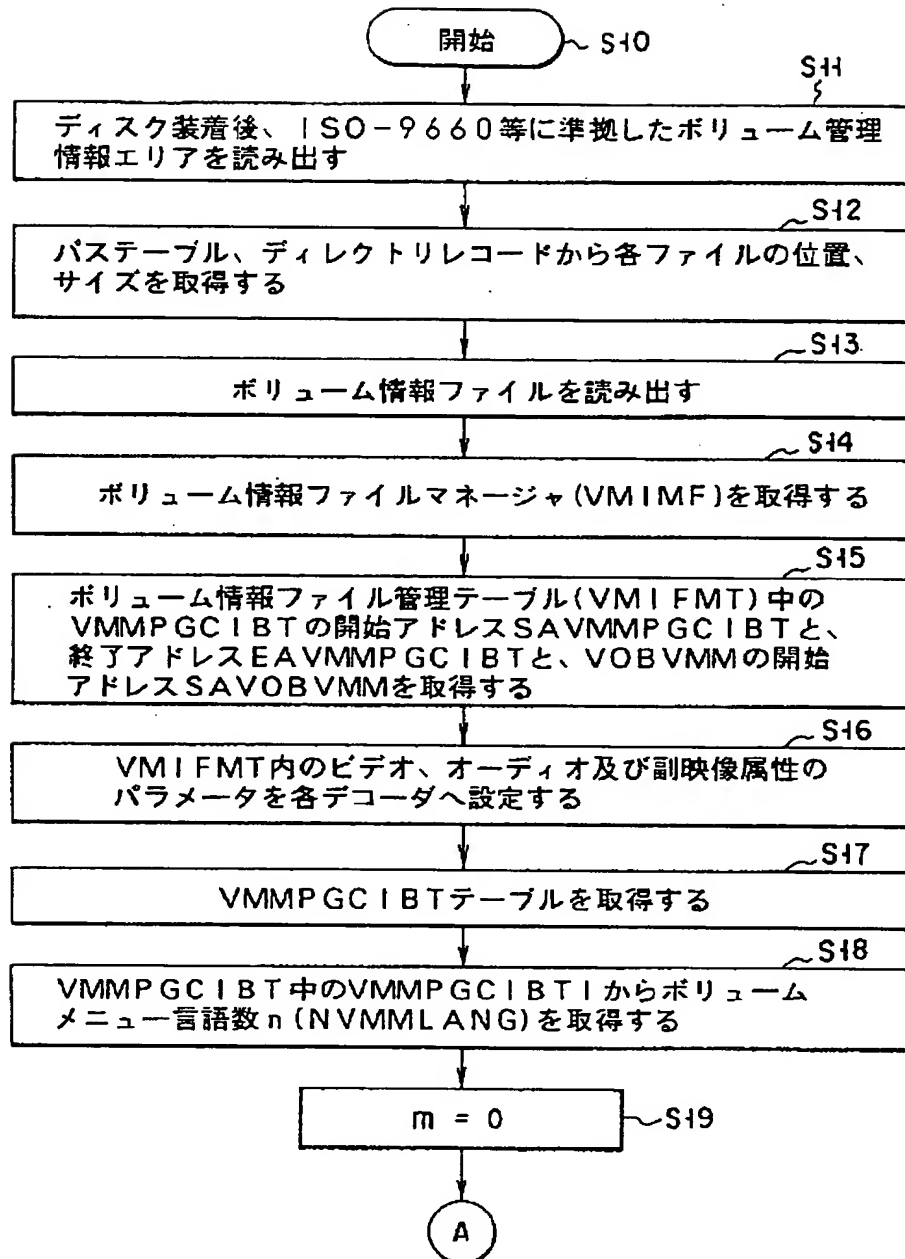 開始
S10
S11
ディスク装着後、ISO-9660等に準拠したボリューム管理
情報エリアを読み出す
S12
パステーブル、ディレクトリレコードから各ファイルの位置、
サイズを取得する
S13
ボリューム情報ファイルを読み出す
S14
ボリューム情報ファイルマネージャ(VMIMF)を取得する
S15
ボリューム情報ファイル管理テーブル(VMIFMT)中の
VMMPGCIBTの開始アドレスSAVMMPGCIBTと、
終了アドレスEAVMMPGCIBTと、VOBVMMの開始
アドレスSAVOBVMMを取得する
S16
VMIFMT内のビデオ、オーディオ及び副映像属性の
パラメータを各デコーダへ設定する
S17
VMMPGCIBTテーブルを取得する
S18
VMMPGCIBT中のVMMPGCIBTIからボリューム
メニュー言語数n(NVMMLANG)を取得する
m = 0
S19
A